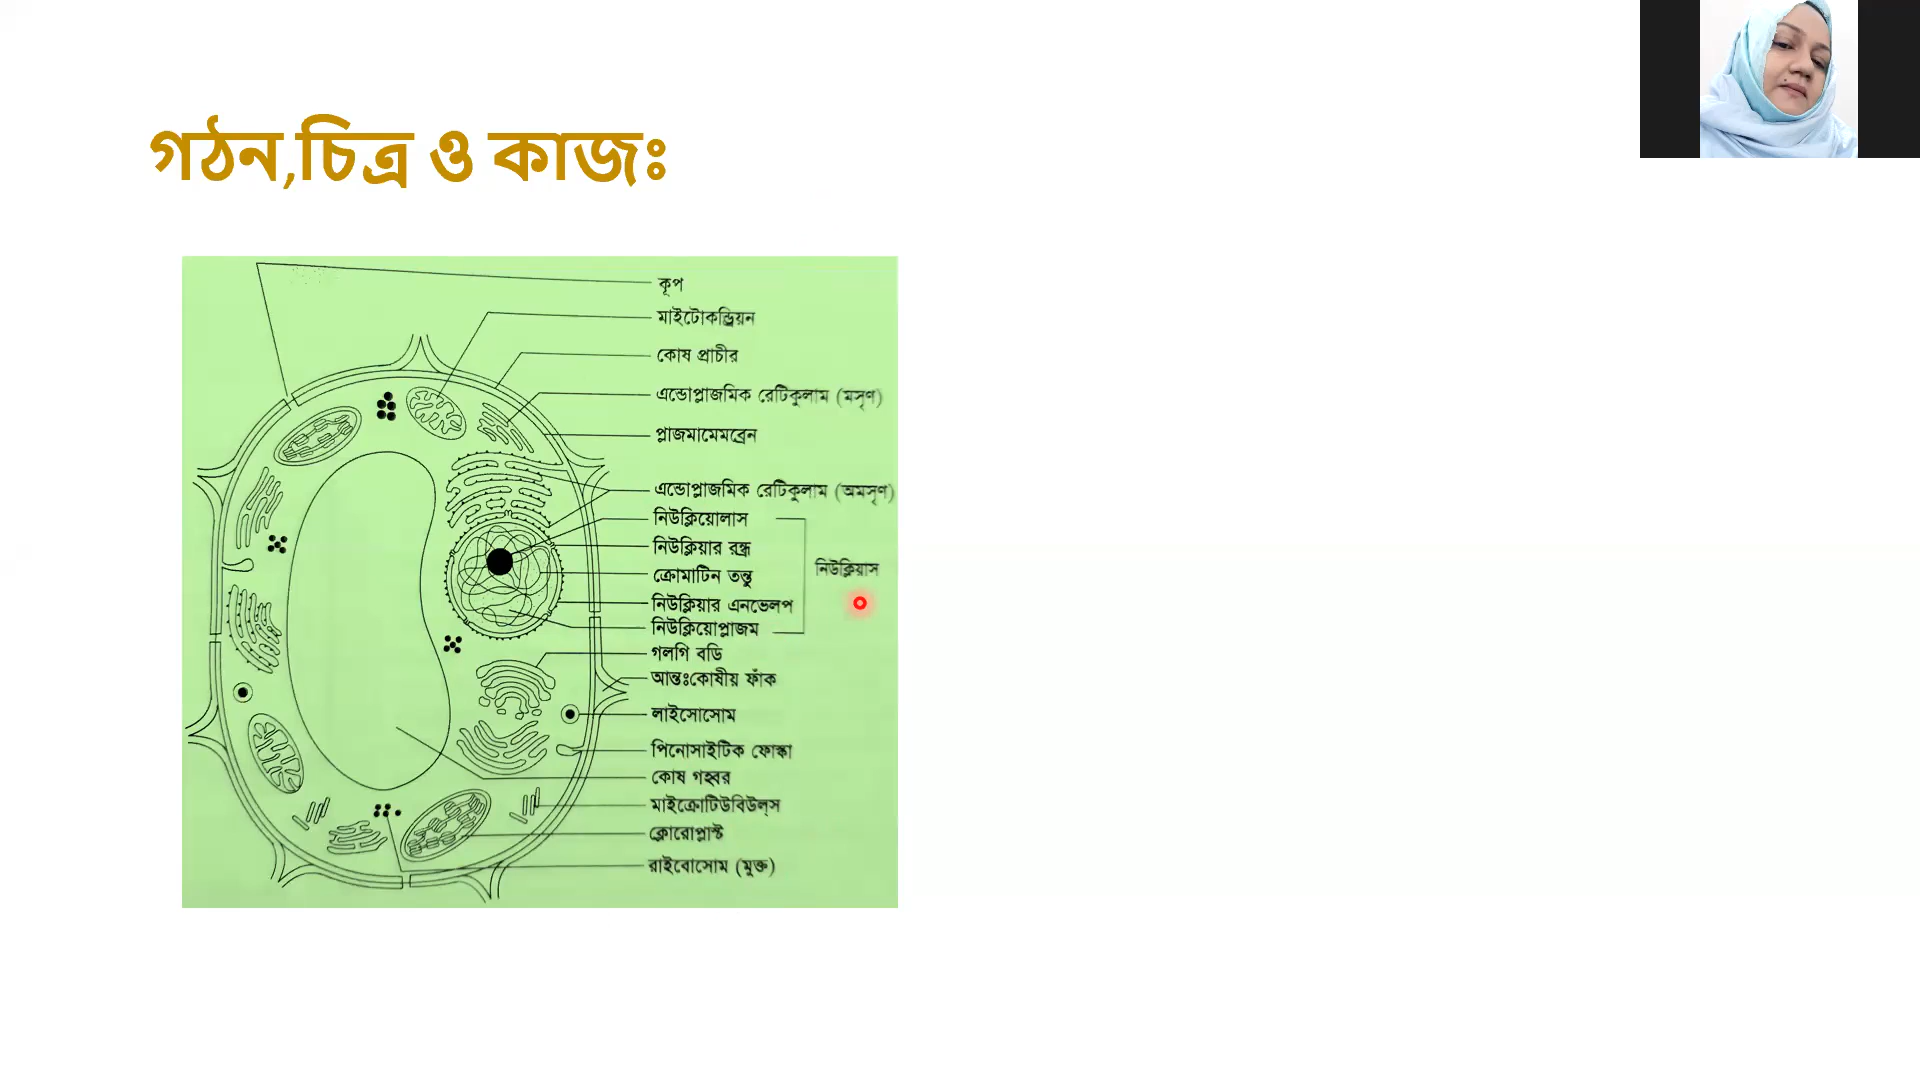 গঠন,চিত্র ও কাজঃ
কূপ
মাইটোকন্ড্রিয়ন
কোষ প্রাচীর
এন্ডোপ্লাজমিক রেটিকুলাম (মসৃণ)
প্লাজমামেমব্রেন
এন্ডোপ্লাজমিক রেটিকুলাম (অমসৃণ)
নিউক্লিয়োলাস
নিউক্লিয়ার রন্ধ্র
নিউক্লিয়াস
ক্রোমাটিন তন্তু
নিউক্লিয়ার এনভেলপ
নিউক্লিয়োপ্লাজম
গলগি বডি
আন্তঃকোষীয় ফাঁক
লাইসোসোম
পিনোসাইটিক ফোস্কা
কোষ গহ্বর
মাইক্রোটিউবিউল্‌স
ক্লোরোপ্লাস্ট
রাইবোসোম (মুক্ত)